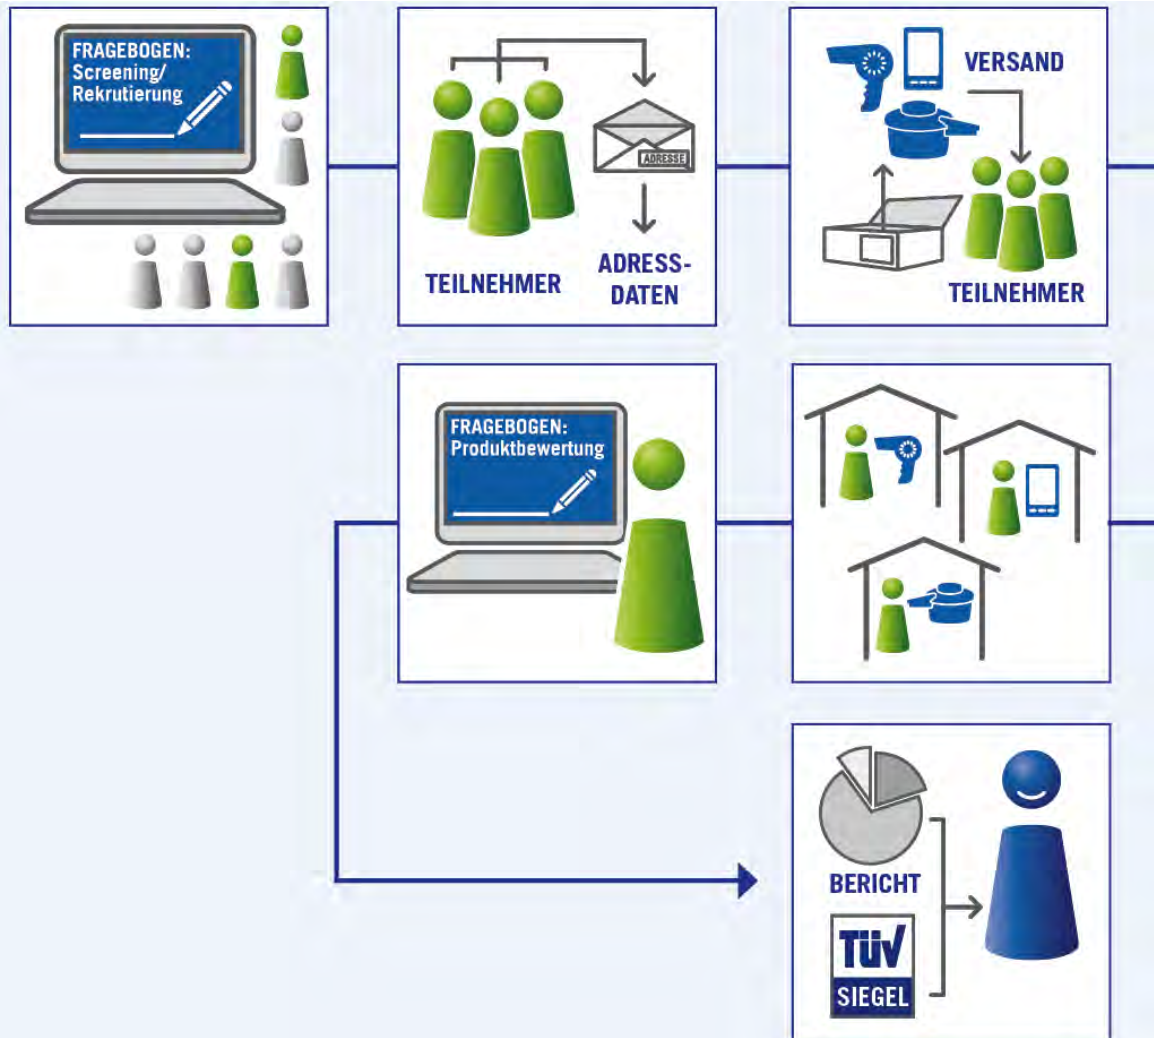 FRAGEBOGEN:
Screening/
Rekrutierung
TEILNEHMER
ADRESSE
ADRESS-
DATEN
VERSAND
TEILNEHMER
FRAGEBOGEN:
Produktbewertung
BERICHT
TÜV
SIEGEL